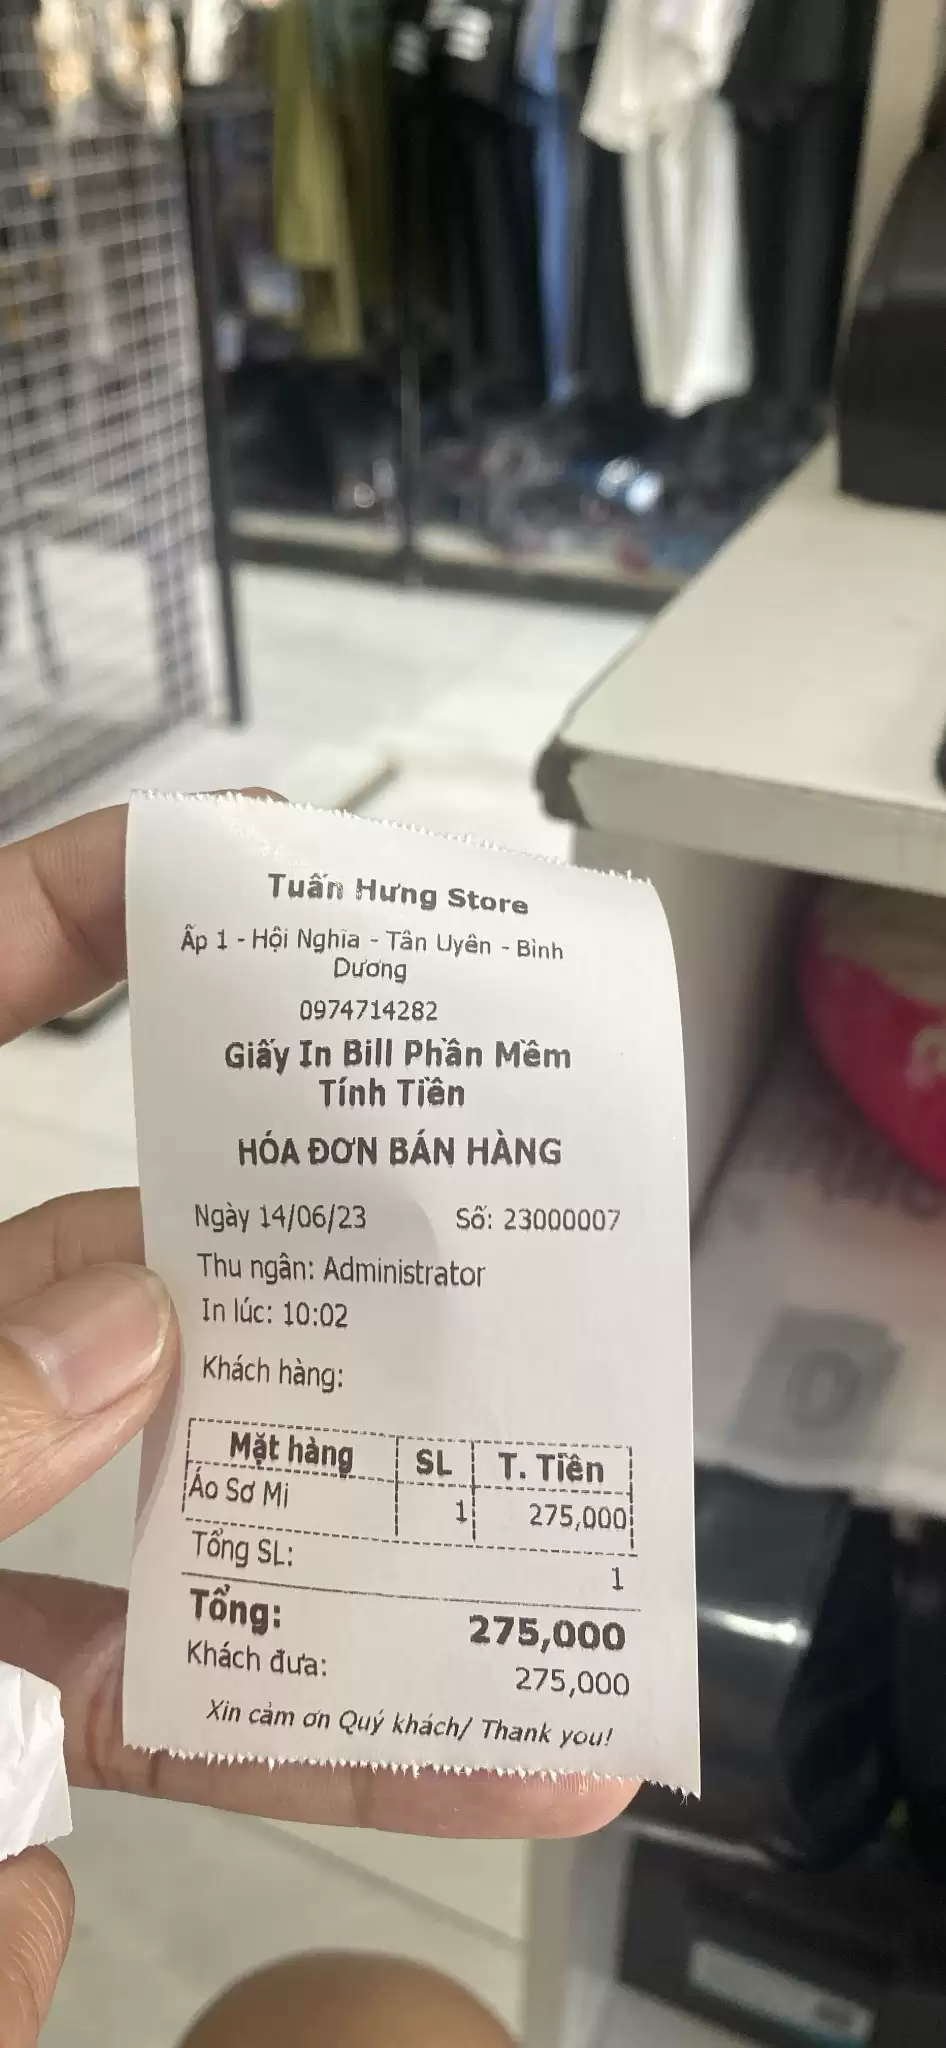 Tuấn Hưng Store
Ấp 1 - Hội Nghĩa - Tân Uyên - Bình
Dương
0974714282
Giấy In Bill Phần Mềm
Tính Tiền
HÓA ĐƠN BÁN HÀNG
Ngày 14/06/23 Số: 23000007
Thu ngân: Administrator
In lúc: 10:02
Khách hàng:
Mặt hàng SL T. Tiền
Áo Sơ Mi 1 275,000
Tổng SL: 1
Tổng: 275,000
Khách đưa: 275,000
Xin cảm ơn Quý khách/ Thank you!